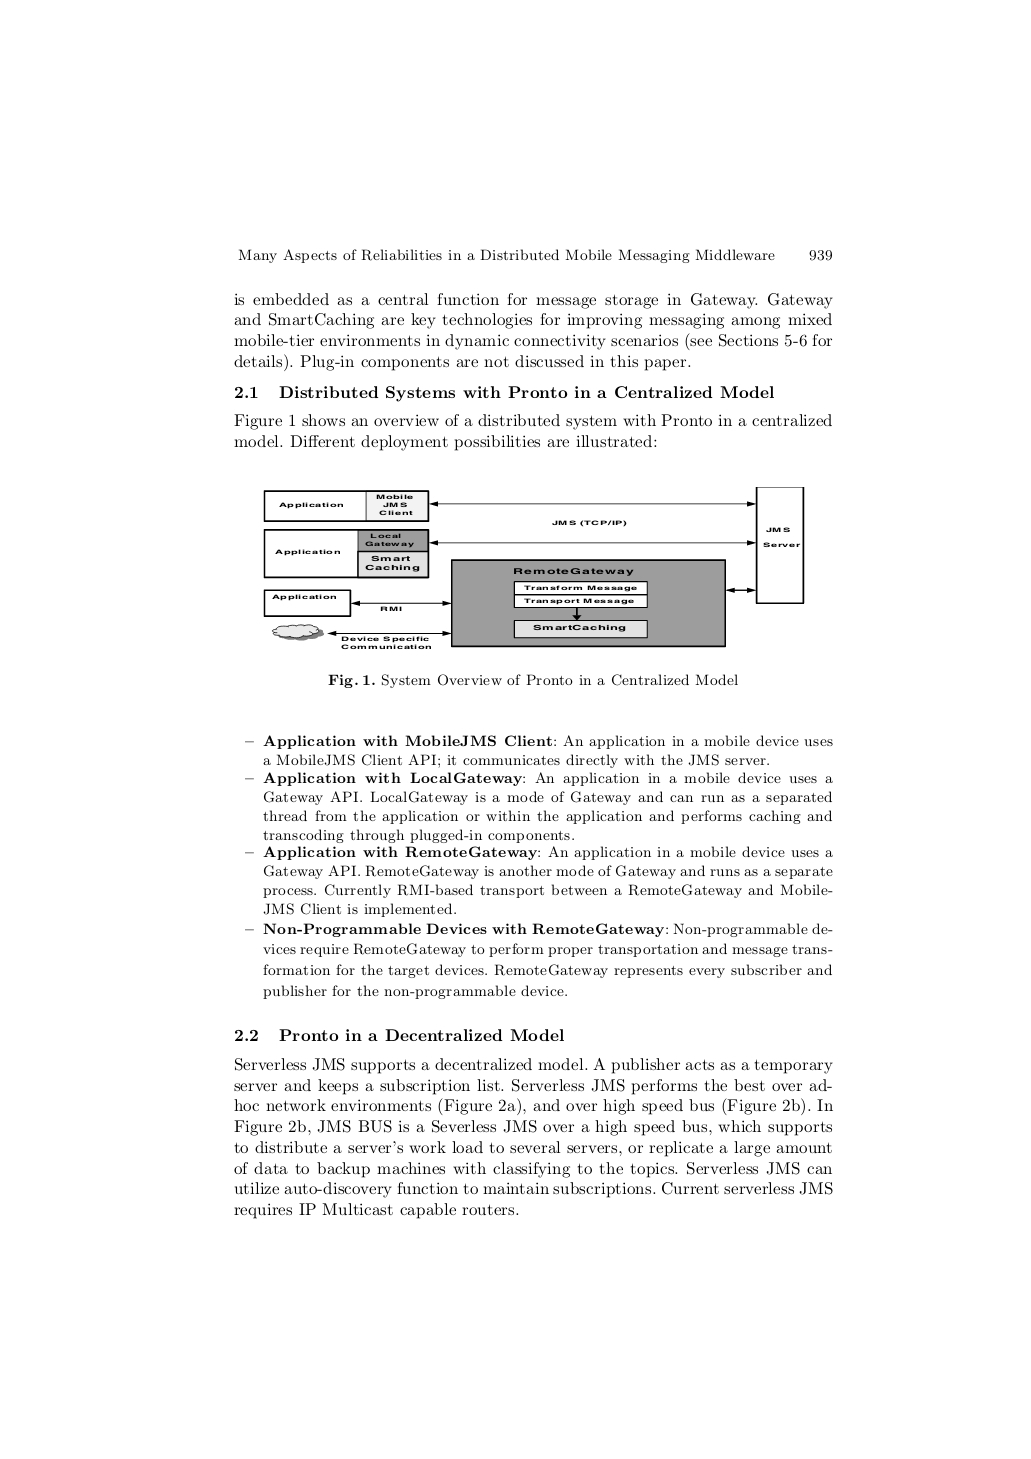 Many Aspects of Reliabilities in a Distributed Mobile Messaging Middleware 939
is embedded as a central function for message storage in Gateway. Gateway
and SmartCaching are key technologies for improving messaging among mixed
mobile-tier environments in dynamic connectivity scenarios (see Sections 5-6 for
details). Plug-in components are not discussed in this paper.
2.1 Distributed Systems with Pronto in a Centralized Model
Figure 1 shows an overview of a distributed system with Pronto in a centralized
model. Different deployment possibilities are illustrated:
Application
Mobile
JMS
Client
JMS (TCP/IP)
JMS
Server
Application
Local
Gateway
Smart
Caching
RemoteGateway
Transform Message
Transport Message
SmartCaching
Application
RMI
Device Specific
Communication
Fig. 1. System Overview of Pronto in a Centralized Model
– Application with MobileJMS Client: An application in a mobile device uses
a MobileJMS Client API; it communicates directly with the JMS server.
– Application with LocalGateway: An application in a mobile device uses a
Gateway API. LocalGateway is a mode of Gateway and can run as a separated
thread from the application or within the application and performs caching and
transcoding through plugged-in components.
– Application with RemoteGateway: An application in a mobile device uses a
Gateway API. RemoteGateway is another mode of Gateway and runs as a separate
process. Currently RMI-based transport between a RemoteGateway and Mobile-
JMS Client is implemented.
– Non-Programmable Devices with RemoteGateway: Non-programmable de-
vices require RemoteGateway to perform proper transportation and message trans-
formation for the target devices. RemoteGateway represents every subscriber and
publisher for the non-programmable device.
2.2 Pronto in a Decentralized Model
Serverless JMS supports a decentralized model. A publisher acts as a temporary
server and keeps a subscription list. Serverless JMS performs the best over ad-
hoc network environments (Figure 2a), and over high speed bus (Figure 2b). In
Figure 2b, JMS BUS is a Severless JMS over a high speed bus, which supports
to distribute a server's work load to several servers, or replicate a large amount
of data to backup machines with classifying to the topics. Serverless JMS can
utilize auto-discovery function to maintain subscriptions. Current serverless JMS
requires IP Multicast capable routers.